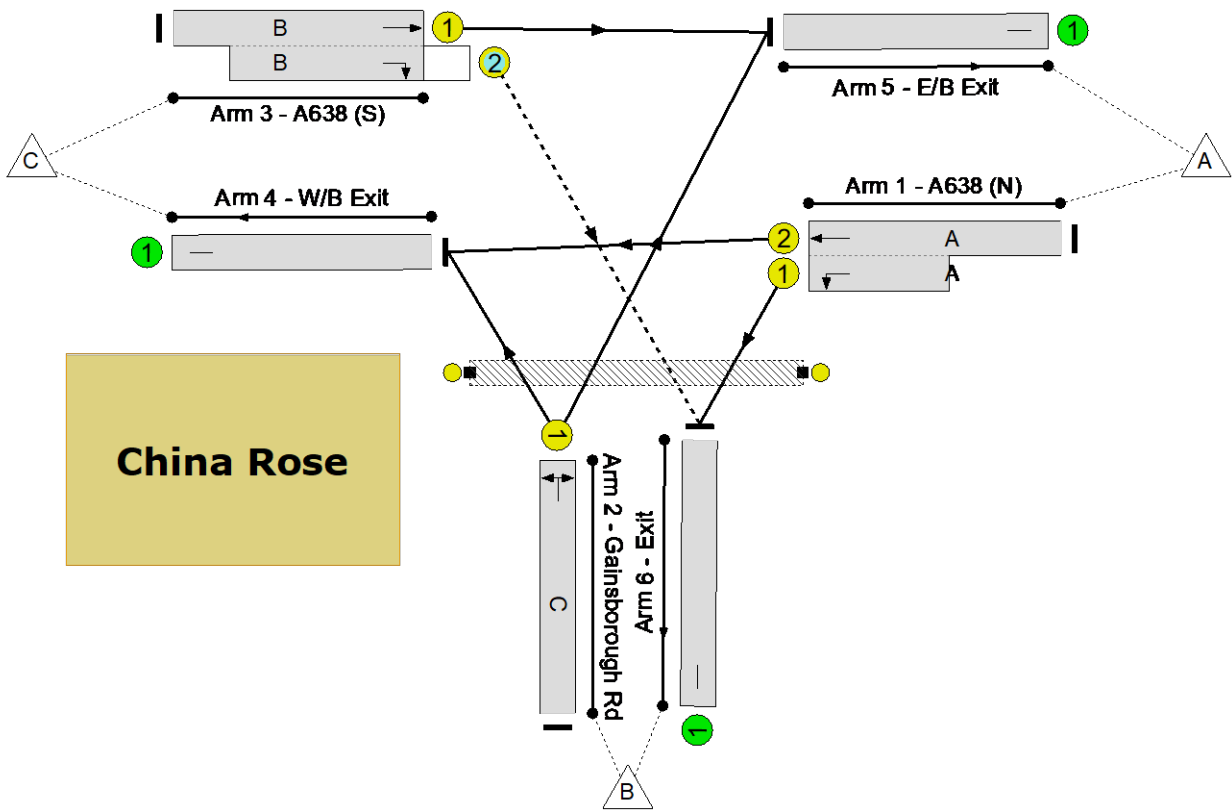 B
1
B
2
Arm 3 - A638 (S)
1
Arm 5 - E/B Exit
C
A
Arm 4 - W/B Exit
1
Arm 1 - A638 (N)
2
A
1
A
China Rose
1
Arm 2 - Gainsborough Rd
C
Arm 6 - Exit
1
B